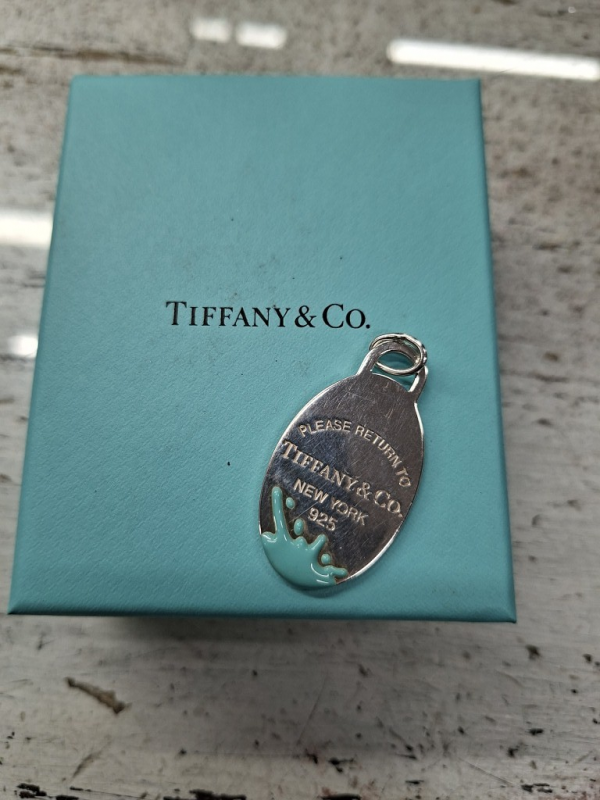 TIFFANY & CO.
PLEASE RETURN TO
TIFFANY & CO.
NEW YORK
925